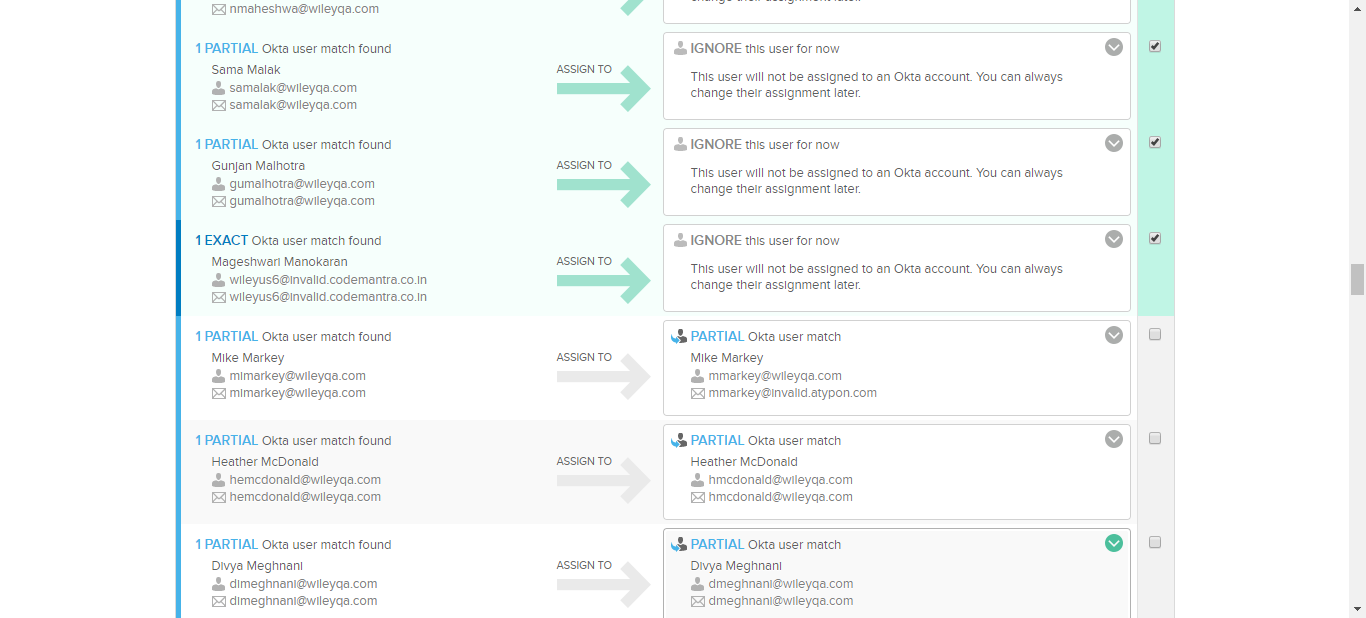 nmaheshwa@wileyqa.com
1 PARTIAL Okta user match found
Sama Malak
samalak@wileyqa.com
samalak@wileyqa.com
ASSIGN TO
IGNORE this user for now
This user will not be assigned to an Okta account. You can always
change their assignment later.
1 PARTIAL Okta user match found
Gunjan Malhotra
gumalhotra@wileyqa.com
gumalhotra@wileyqa.com
ASSIGN TO
IGNORE this user for now
This user will not be assigned to an Okta account. You can always
change their assignment later.
1 EXACT Okta user match found
Mageshwari Manokaran
wileyus6@invalid.codemantra.co.in
wileyus6@invalid.codemantra.co.in
ASSIGN TO
IGNORE this user for now
This user will not be assigned to an Okta account. You can always
change their assignment later.
1 PARTIAL Okta user match found
Mike Markey
mimarkey@wileyqa.com
mimarkey@wileyqa.com
ASSIGN TO
PARTIAL Okta user match
Mike Markey
mmarkey@wileyqa.com
mmarkey@invalid.atypon.com
1 PARTIAL Okta user match found
Heather McDonald
hemcdonald@wileyqa.com
hemcdonald@wileyqa.com
ASSIGN TO
PARTIAL Okta user match
Heather McDonald
hmcdonald@wileyqa.com
hmcdonald@wileyqa.com
1 PARTIAL Okta user match found
Divya Meghnani
dimeghnani@wileyqa.com
dimeghnani@wileyqa.com
ASSIGN TO
PARTIAL Okta user match
Divya Meghnani
dmeghnani@wileyqa.com
dmeghnani@wileyqa.com